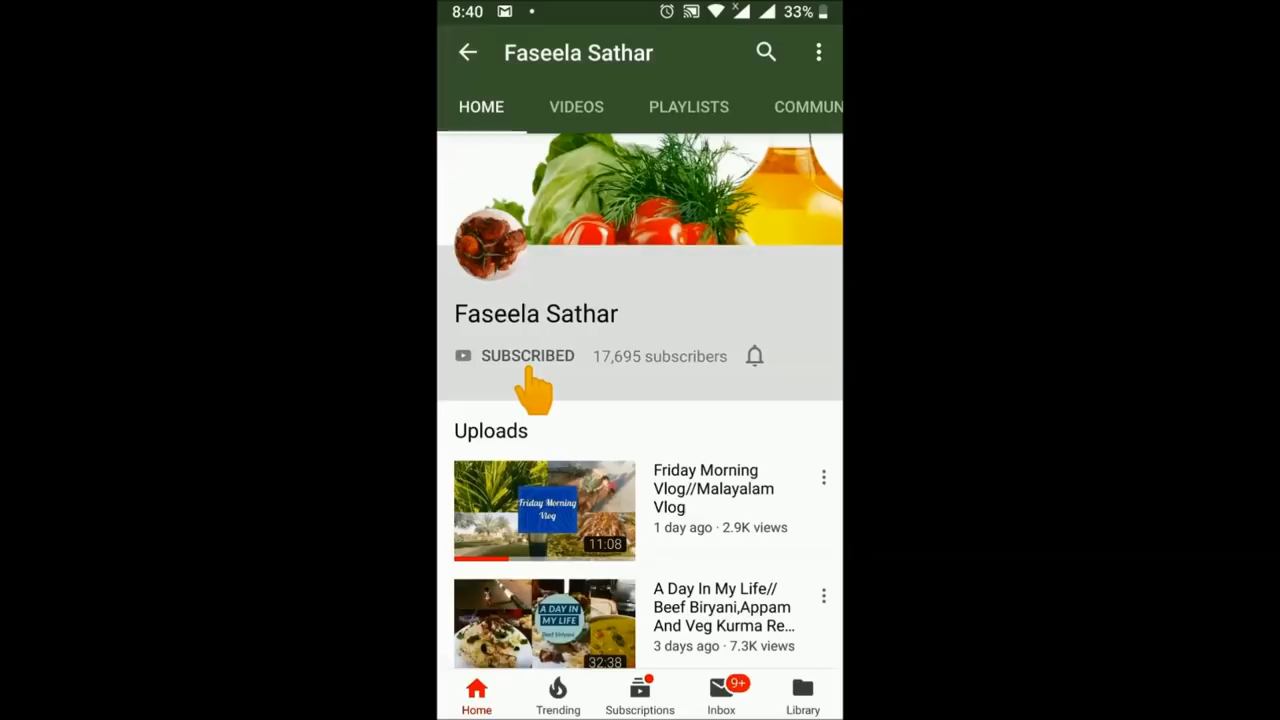 8:40
33%
Faseela Sathar
HOME VIDEOS PLAYLISTS COMMUN
Faseela Sathar
SUBSCRIBED 17,695 subscribers
Uploads
Friday Morning
Vlog
11:08
Friday Morning
Vlog//Malayalam
Vlog
1 day ago · 2.9K views
A DAY IN
MY LIFE
Beef Biriyani
32:38
A Day In My Life//
Beef Biryani,Appam
And Veg Kurma Re...
3 days ago · 7.3K views
9+
Home Trending Subscriptions Inbox Library